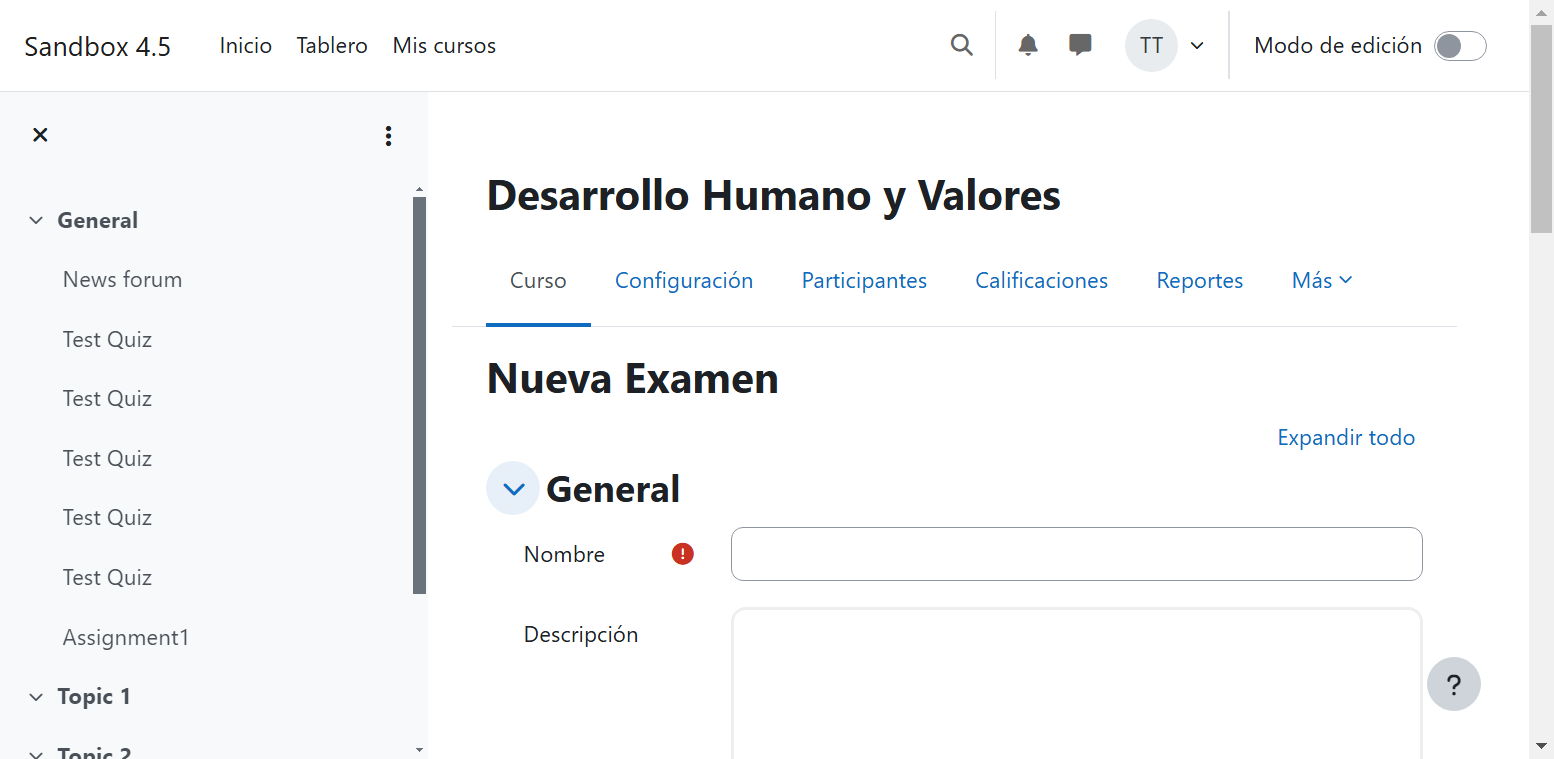 Sandbox 4.5 Inicio Tablero Mis cursos TT Modo de edición
General
News forum
Test Quiz
Test Quiz
Test Quiz
Test Quiz
Test Quiz
Assignment1
Topic 1
Topic 2
Desarrollo Humano y Valores
Curso Configuración Participantes Calificaciones Reportes Más
Nueva Examen
Expandir todo
General
Nombre
Descripción
?